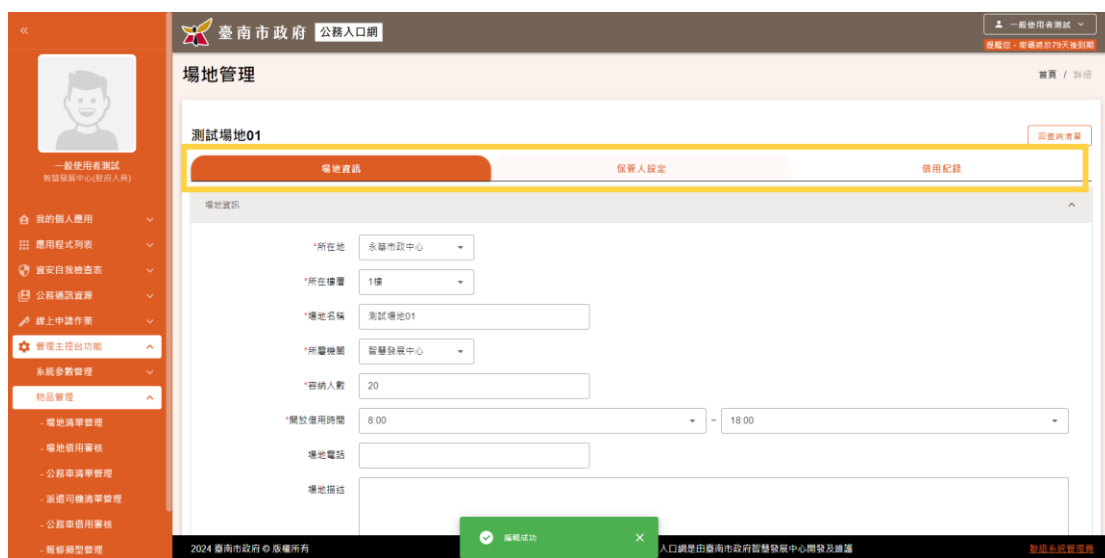 «
臺南市政府 公務入口網
一般使用者測試
提醒您，密碼將於79天後到期
場地管理
首頁 / 詳細
測試場地01
回查詢清單
場地資訊
保管人設定
借用紀錄
一般使用者測試
智慧發展中心(駐府人員)
我的個人應用
應用程式列表
資安自我檢查表
公務通訊資源
線上申請作業
管理主控台功能
系統參數管理
物品管理
- 場地清單管理
- 場地借用審核
- 公務車清單管理
- 派遣司機清單管理
- 公務車借用審核
- 報修類型管理
場地資訊
*所在地 永華市政中心
*所在樓層 1樓
*場地名稱 測試場地01
*所屬機關 智慧發展中心
*容納人數 20
*開放借用時間 8:00 ~ 18:00
場地電話
場地描述
編輯成功 ×
2024 臺南市政府 © 版權所有
入口網是由臺南市政府智慧發展中心開發及維護
聯絡系統管理員